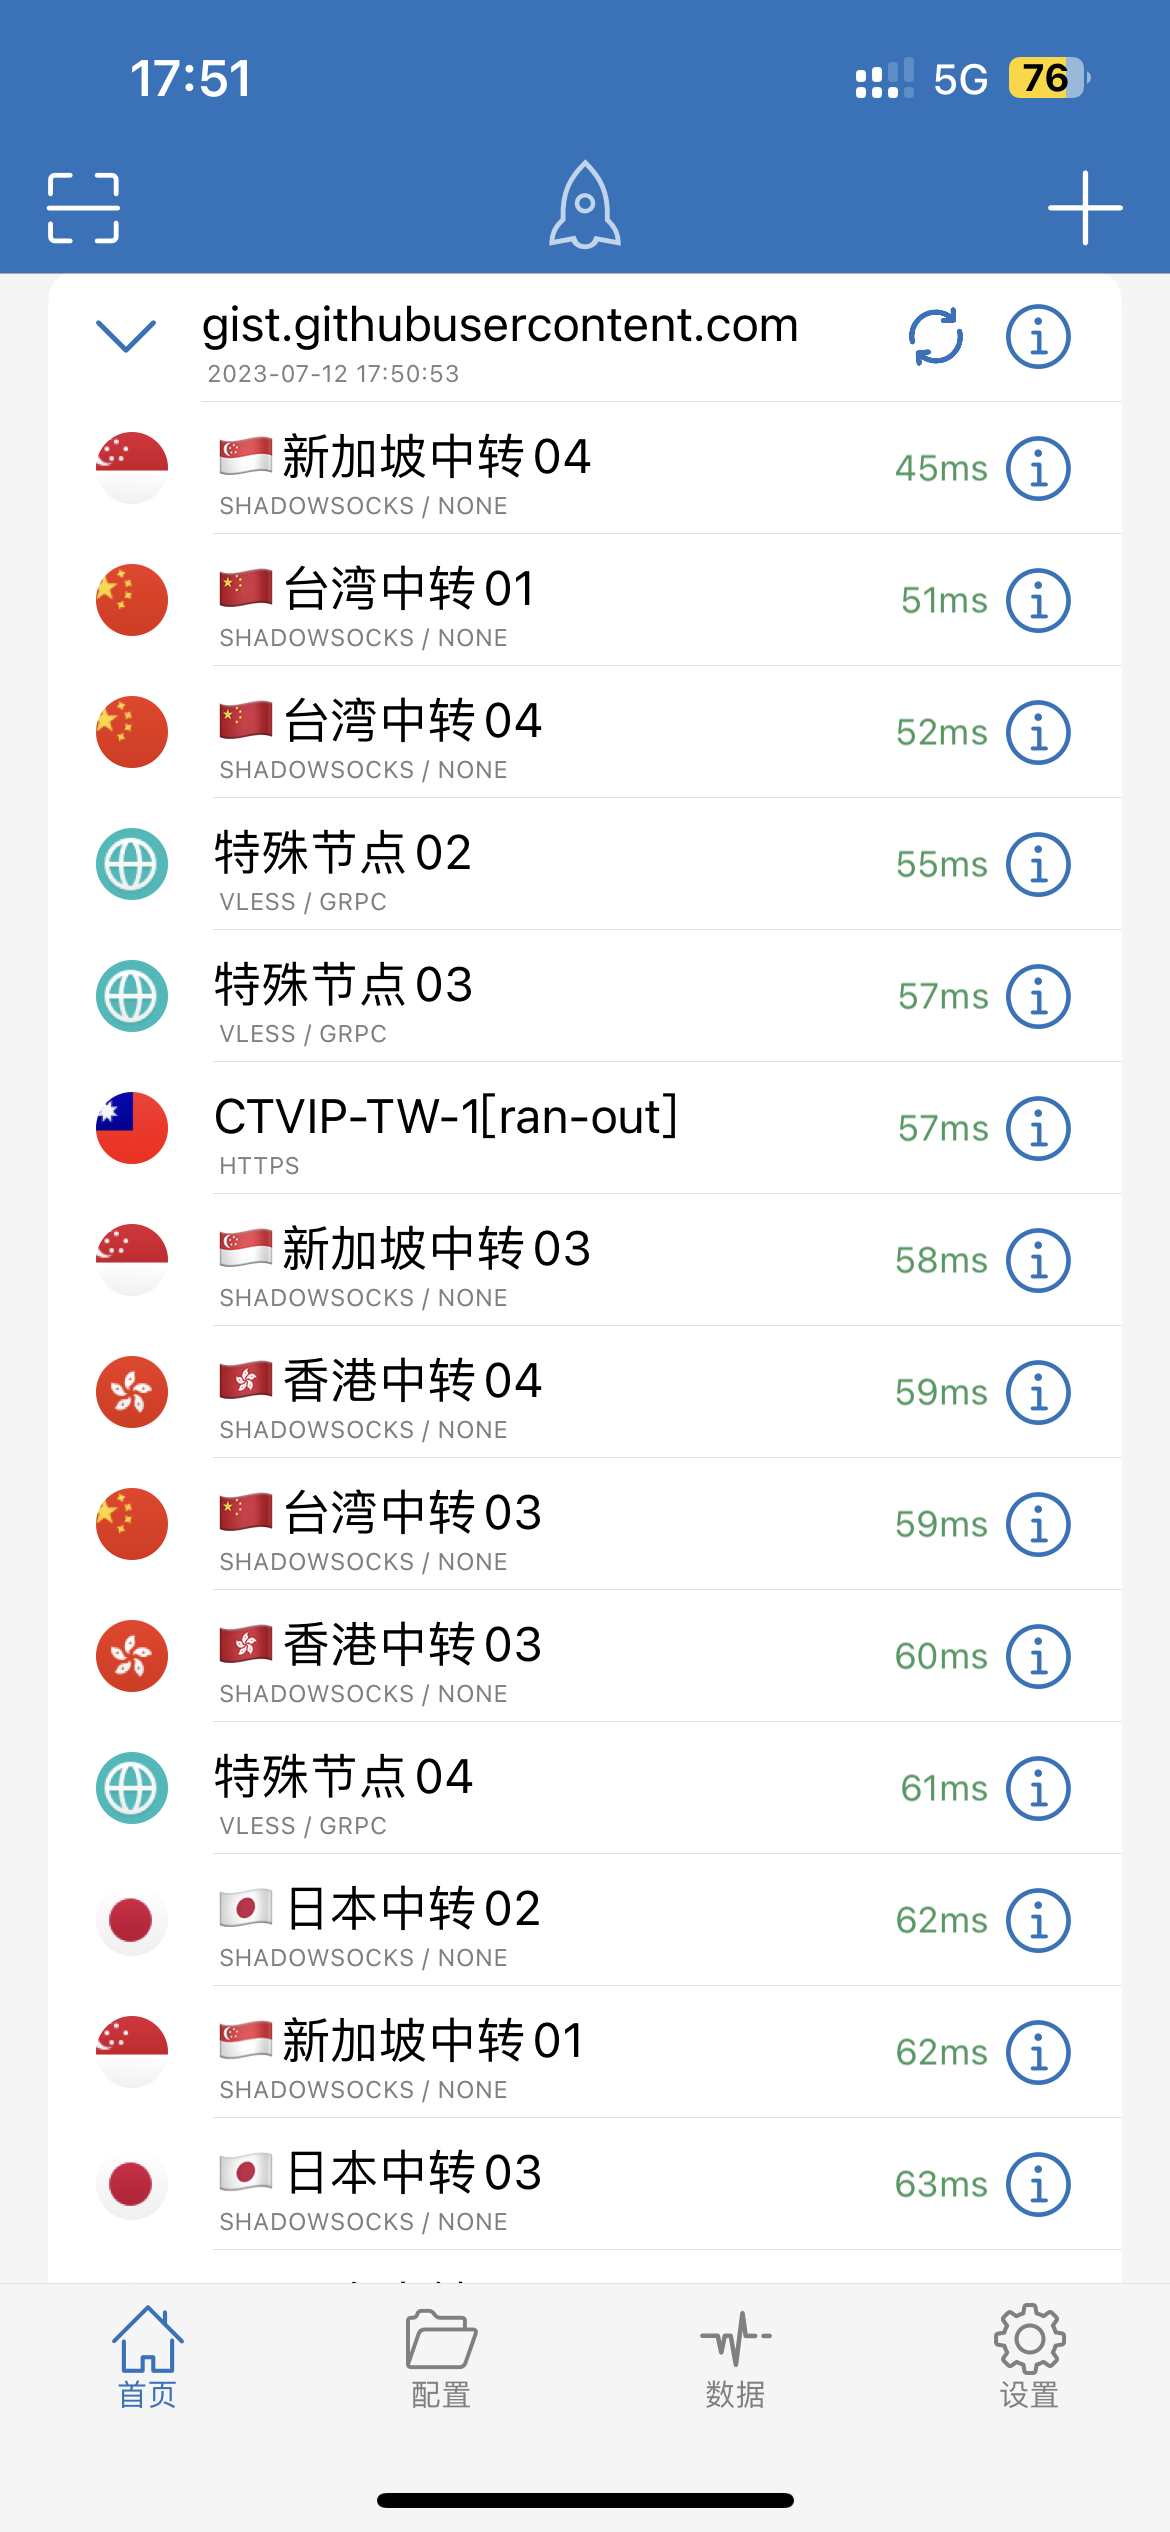 17:51
5G 76
gist.githubusercontent.com
2023-07-12 17:50:53
🇸🇬 新加坡中转04
45ms
SHADOWSOCKS / NONE
🇨🇳 台湾中转01
51ms
SHADOWSOCKS / NONE
🇨🇳 台湾中转04
52ms
SHADOWSOCKS / NONE
特殊节点02
55ms
VLESS / GRPC
特殊节点03
57ms
VLESS / GRPC
CTVIP-TW-1[ran-out]
57ms
HTTPS
🇸🇬 新加坡中转03
58ms
SHADOWSOCKS / NONE
🇭🇰 香港中转04
59ms
SHADOWSOCKS / NONE
🇨🇳 台湾中转03
59ms
SHADOWSOCKS / NONE
🇭🇰 香港中转03
60ms
SHADOWSOCKS / NONE
特殊节点04
61ms
VLESS / GRPC
🇯🇵 日本中转02
62ms
SHADOWSOCKS / NONE
🇸🇬 新加坡中转01
62ms
SHADOWSOCKS / NONE
🇯🇵 日本中转03
63ms
SHADOWSOCKS / NONE
首页 配置 数据 设置